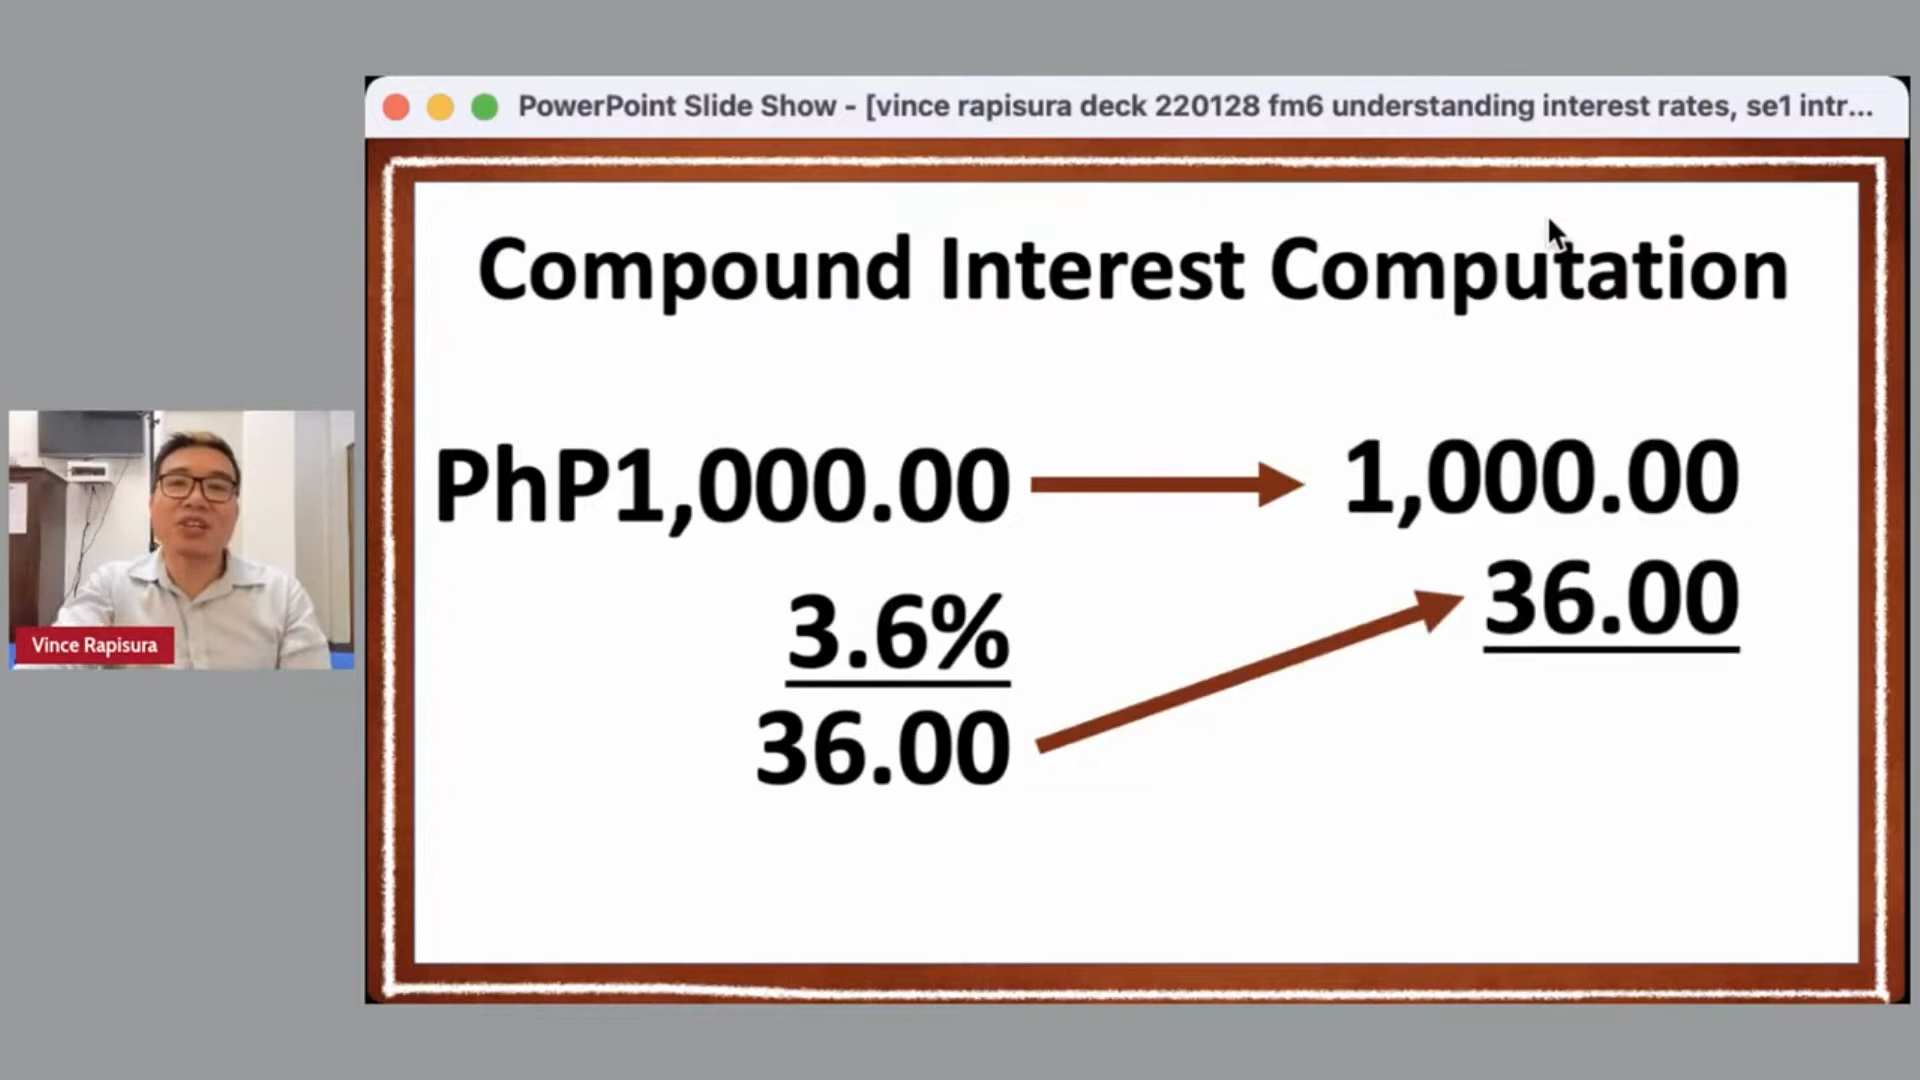 PowerPoint Slide Show - [vince rapisura deck 220128 fm6 understanding interest rates, se1 intr...
Compound Interest Computation
PhP1,000.00
1,000.00
3.6%
36.00
36.00
Vince Rapisura